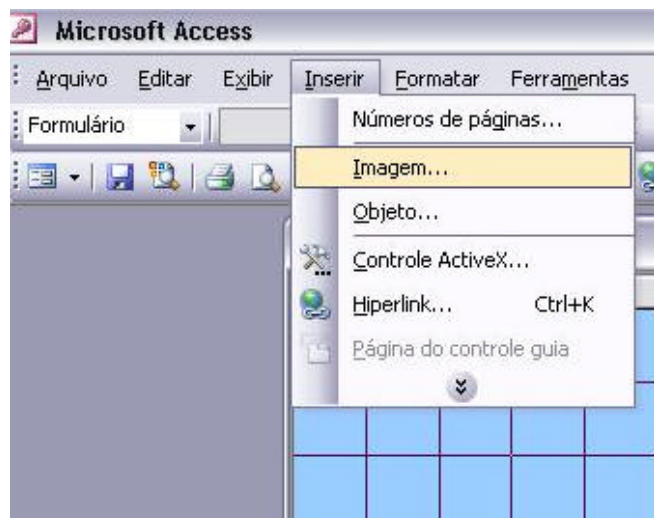 Microsoft Access
Arquivo Editar Exibir Inserir Formatar Ferramentas
Formulário
Números de páginas...
Imagem...
Objeto...
Controle ActiveX...
Hiperlink... Ctrl+K
Página do controle guia